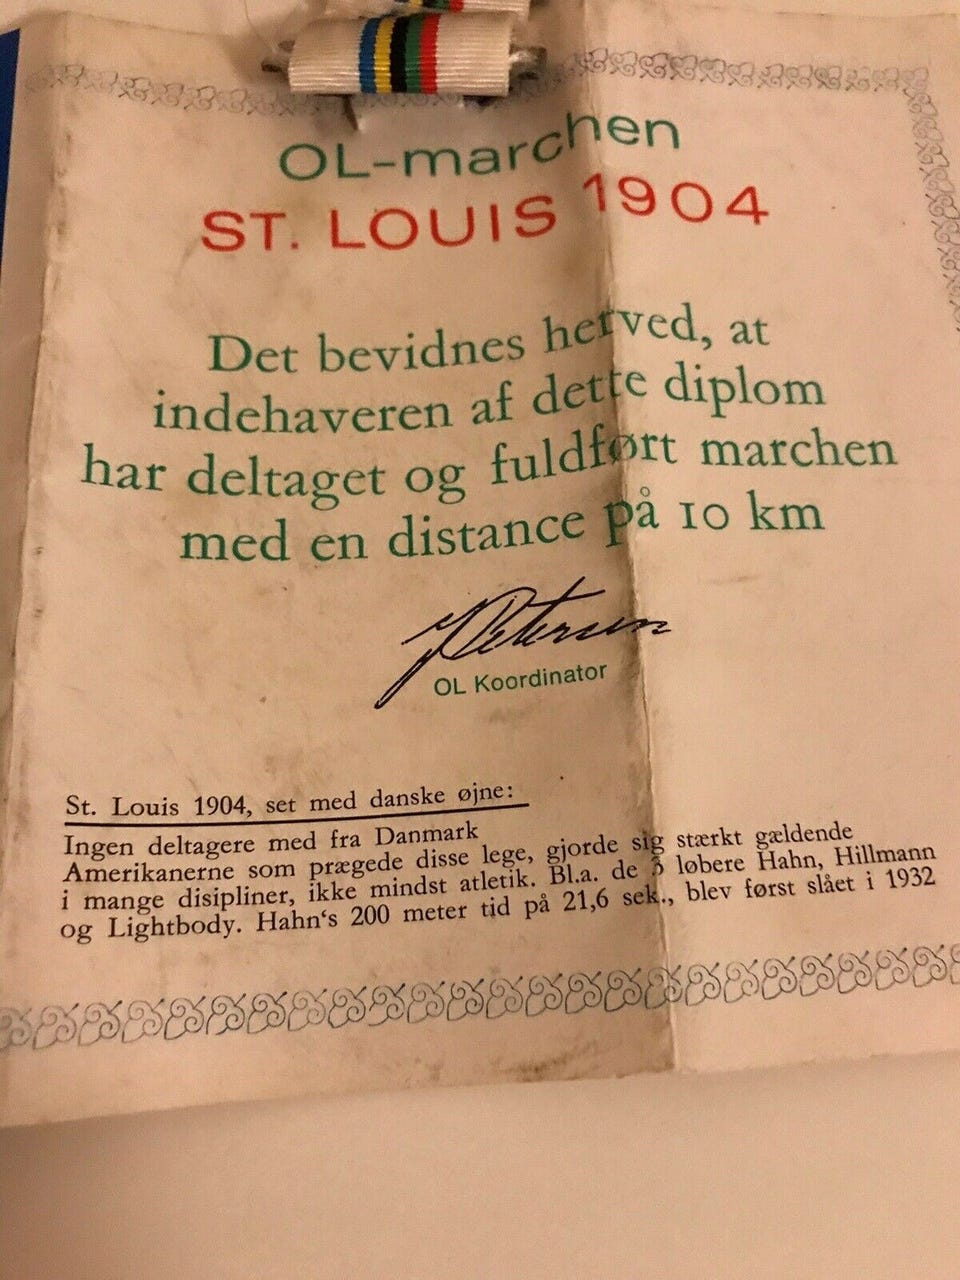 OL-marchen
ST. LOUIS 1904
Det bevidnes herved, at
indehaveren af dette diplom
har deltaget og fuldført marchen
med en distance på 10 km
J Petersen
OL Koordinator
St. Louis 1904, set med danske øjne:
Ingen deltagere med fra Danmark
Amerikanerne som prægede disse lege, gjorde sig stærkt gældende
i mange disipliner, ikke mindst atletik. Bl.a. de 3 løbere Hahn, Hillmann
og Lightbody. Hahn's 200 meter tid på 21,6 sek., blev først slået i 1932